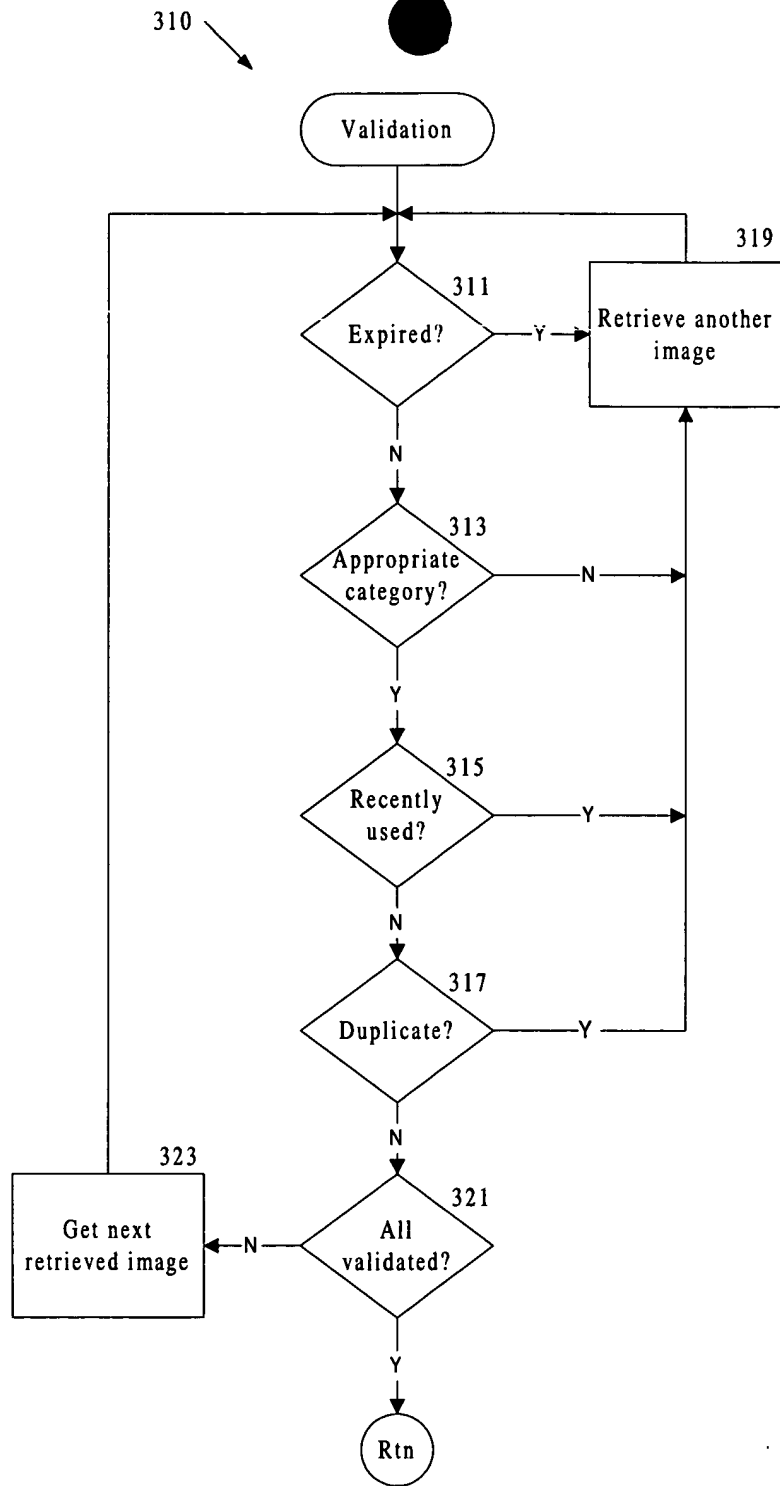 310
Validation
319
311
Expired?
Y
Retrieve another
image
N
313
Appropriate
category?
N
Y
315
Recently
used?
Y
N
317
Duplicate?
Y
N
323
321
Get next
retrieved image
N
All
validated?
Y
Rtn